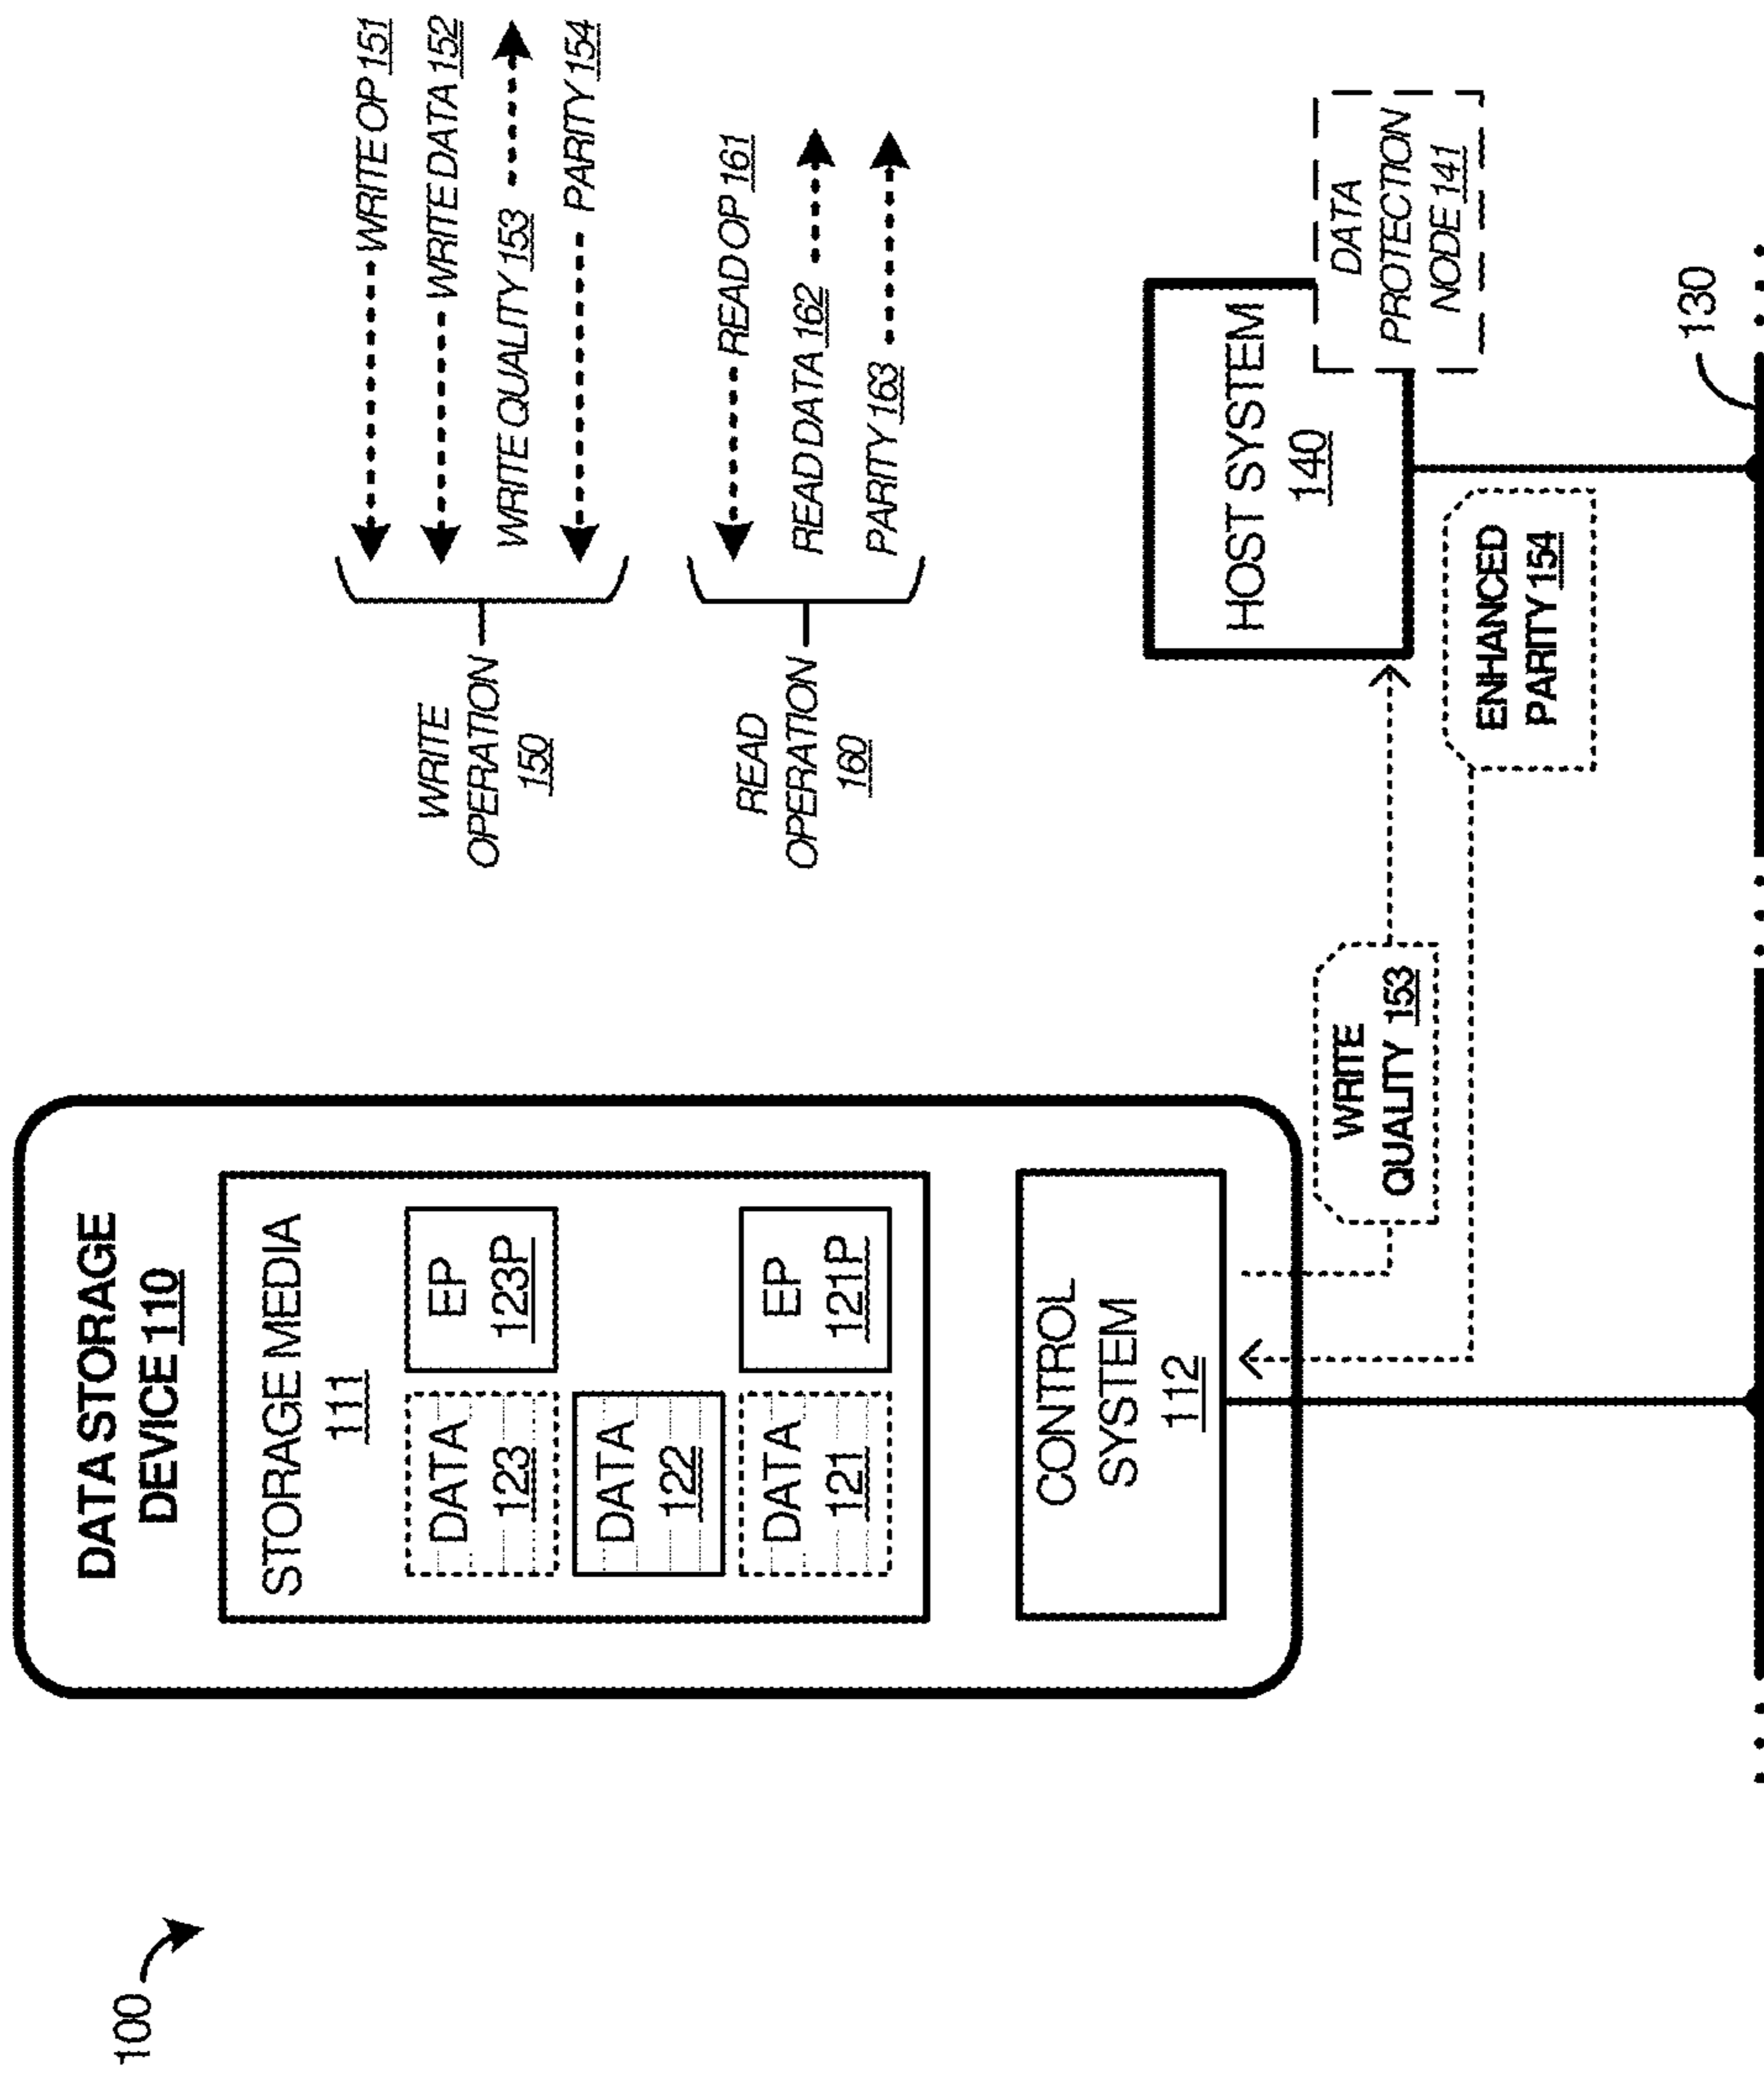 100
DATA STORAGE
DEVICE 110
STORAGE MEDIA
111
DATA
123
EP
123P
DATA
122
DATA
121
EP
121P
CONTROL
SYSTEM
112
WRITE
OPERATION
150
WRITE OP 151
WRITE DATA 152
WRITE QUALITY 153
PARITY 154
READ
OPERATION
160
READ OP 161
READ DATA 162
PARITY 163
HOST SYSTEM
140
DATA
PROTECTION
NODE 141
WRITE
QUALITY 153
ENHANCED
PARITY 154
130